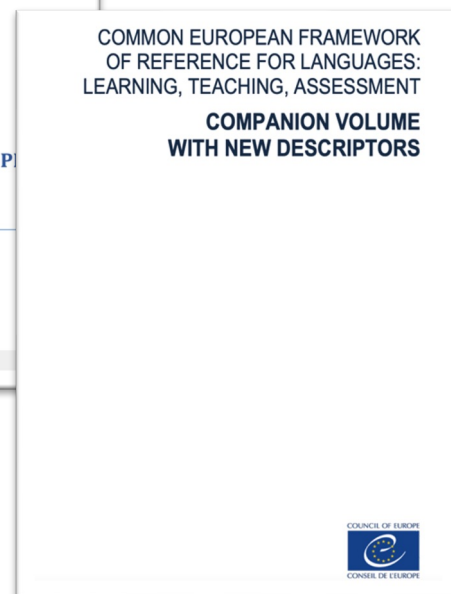 COMMON EUROPEAN FRAMEWORK
OF REFERENCE FOR LANGUAGES:
LEARNING, TEACHING, ASSESSMENT
COMPANION VOLUME
WITH NEW DESCRIPTORS
COUNCIL OF EUROPE
CONSEIL DE L'EUROPE